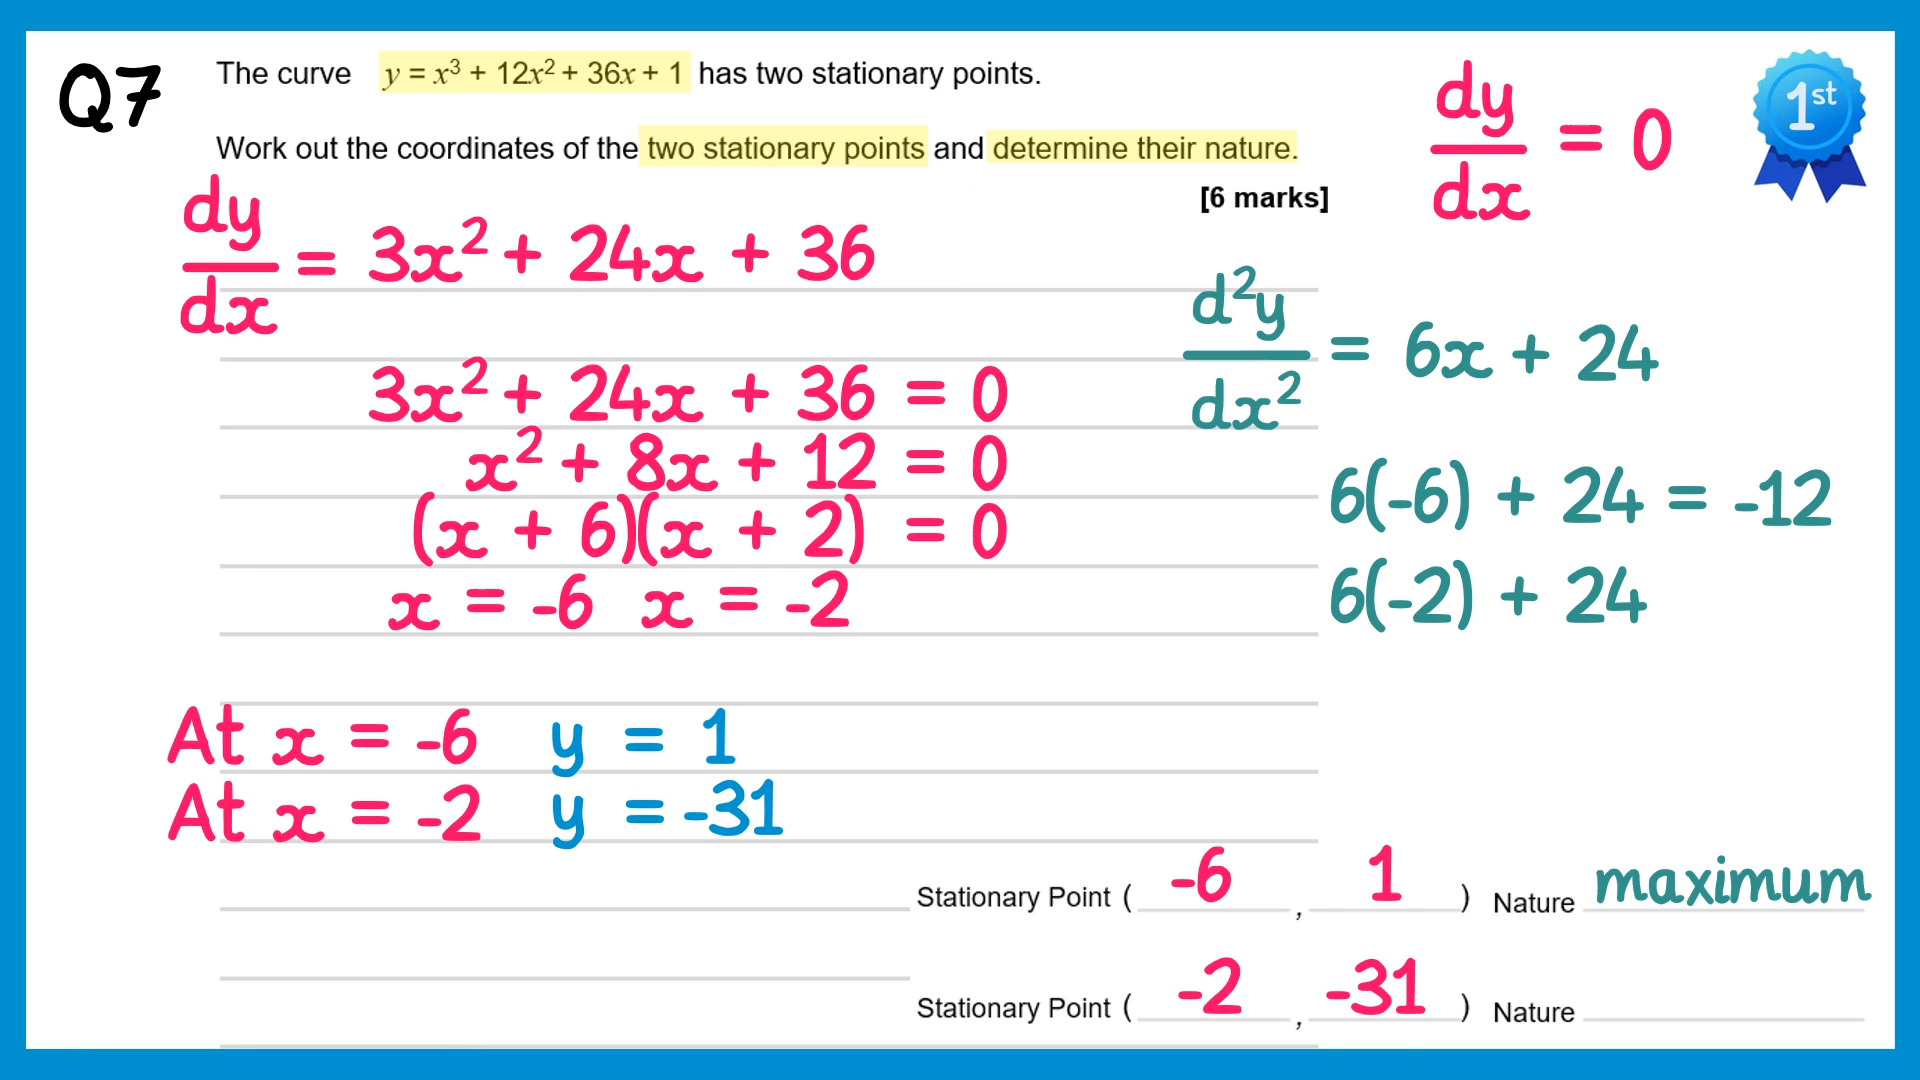 Q7
The curve y = x³ + 12x² + 36x + 1 has two stationary points.
Work out the coordinates of the two stationary points and determine their nature.
[6 marks]
dy/dx = 0
1st
dy/dx = 3x² + 24x + 36
3x² + 24x + 36 = 0
x² + 8x + 12 = 0
(x + 6)(x + 2) = 0
x = -6 x = -2
d²y/dx² = 6x + 24
6(-6) + 24 = -12
6(-2) + 24
At x = -6 y = 1
At x = -2 y = -31
Stationary Point ( -6 , 1 ) Nature maximum
Stationary Point ( -2 , -31 ) Nature